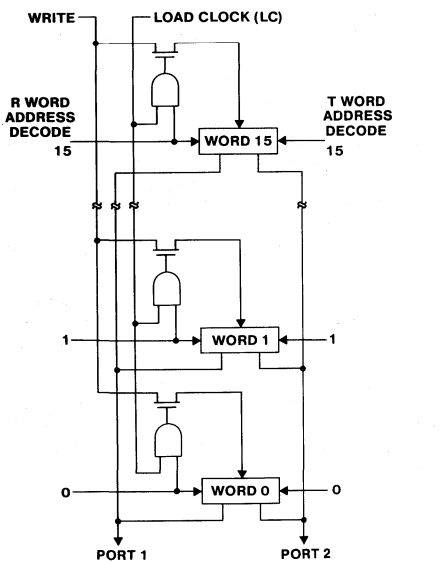 WRITE
LOAD CLOCK (LC)
R WORD
ADDRESS
DECODE
15
T WORD
ADDRESS
DECODE
15
WORD 15
1
WORD 1
1
0
WORD 0
0
PORT 1
PORT 2